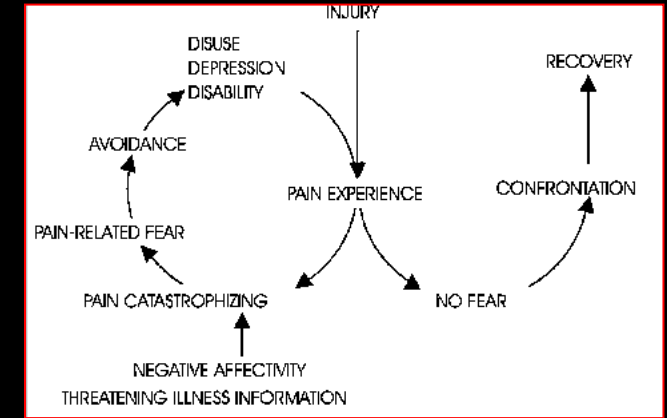 INJURY
DISUSE
DEPRESSION
DISABILITY
RECOVERY
AVOIDANCE
PAIN EXPERIENCE
CONFRONTATION
PAIN-RELATED FEAR
PAIN CATASTROPHIZING
NO FEAR
NEGATIVE AFFECTIVITY
THREATENING ILLNESS INFORMATION